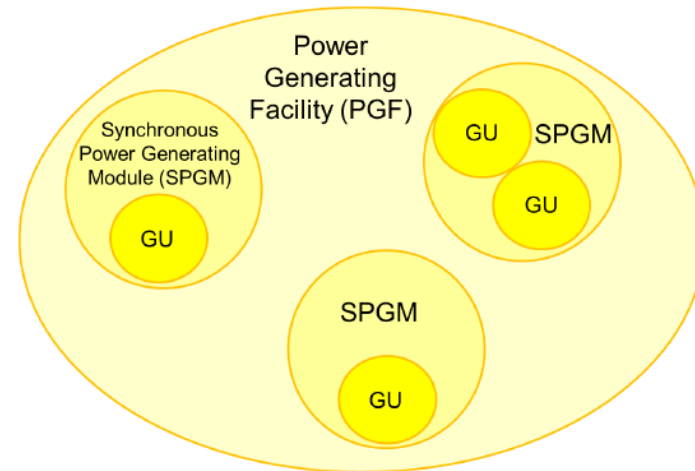 Power
Generating
Facility (PGF)
Synchronous
Power Generating
Module (SPGM)
GU
GU
SPGM
GU
SPGM
GU